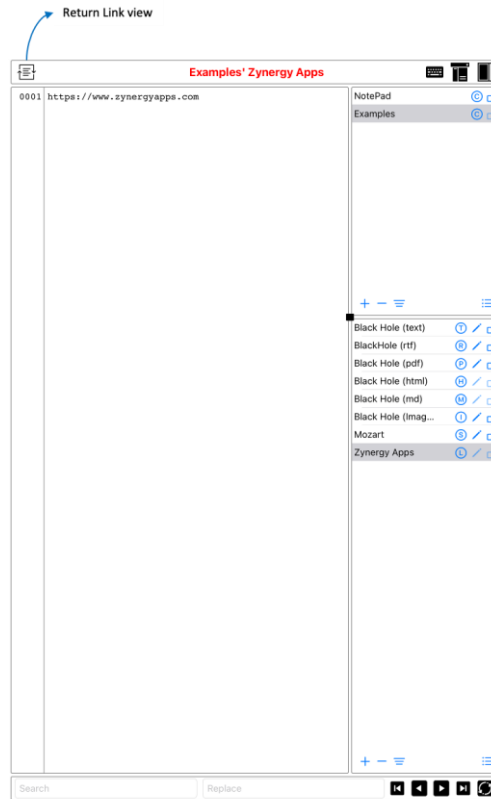 Return Link view
Examples' Zynergy Apps
0001 https://www.zynergyapps.com
NotePad C
Examples C
Black Hole (text) T
BlackHole (rtf) R
Black Hole (pdf) P
Black Hole (html) H
Black Hole (md) M
Black Hole (Imag... I
Mozart S
Zynergy Apps L
Search Replace